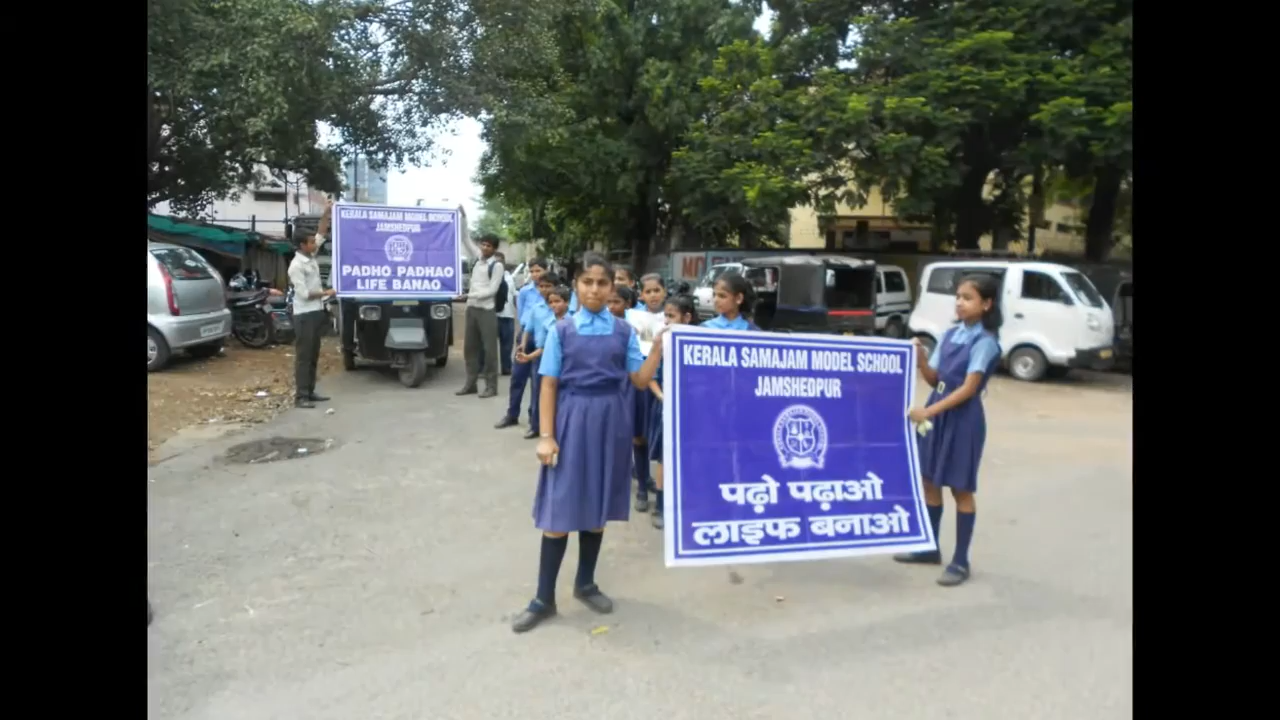 KERALA SAMAJAM MODEL SCHOOL
JAMSHEDPUR
PADHO PADHAO
LIFE BANAO
KERALA SAMAJAM MODEL SCHOOL
JAMSHEDPUR
पढ़ो पढ़ाओ
लाइफ बनाओ